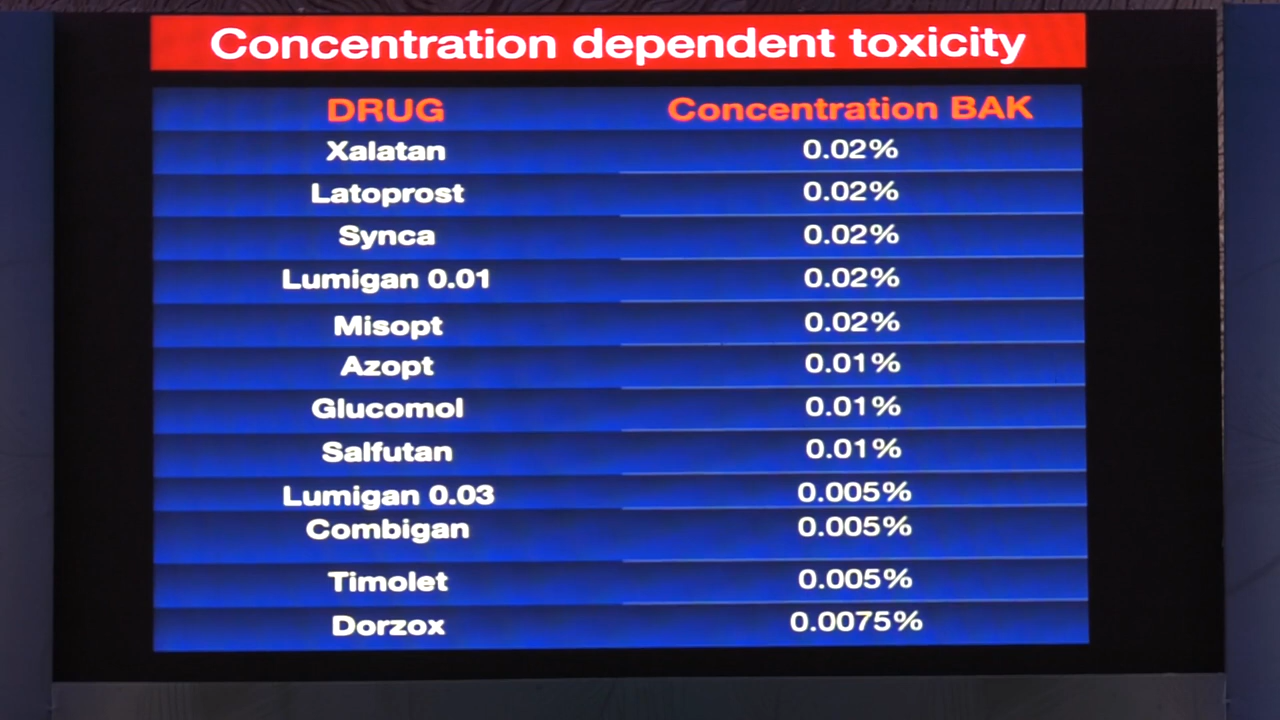 Concentration dependent toxicity
DRUG Concentration BAK
Xalatan 0.02%
Latoprost 0.02%
Synca 0.02%
Lumigan 0.01 0.02%
Misopt 0.02%
Azopt 0.01%
Glucomol 0.01%
Salfutan 0.01%
Lumigan 0.03 0.005%
Combigan 0.005%
Timolet 0.005%
Dorzox 0.0075%